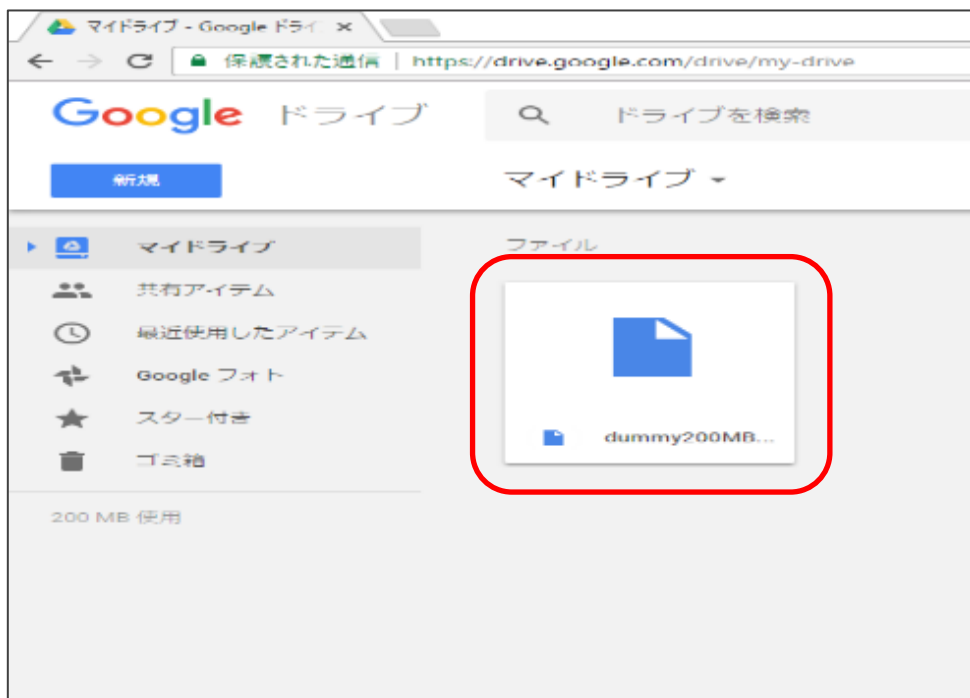 マイドライブ - Google ドライ
保護された通信 | https://drive.google.com/drive/my-drive
Google ドライブ
ドライブを検索
新規
マイドライブ
マイドライブ
ファイル
共有アイテム
最近使用したアイテム
Google フォト
スター付き
ゴミ箱
dummy200MB...
200 MB 使用